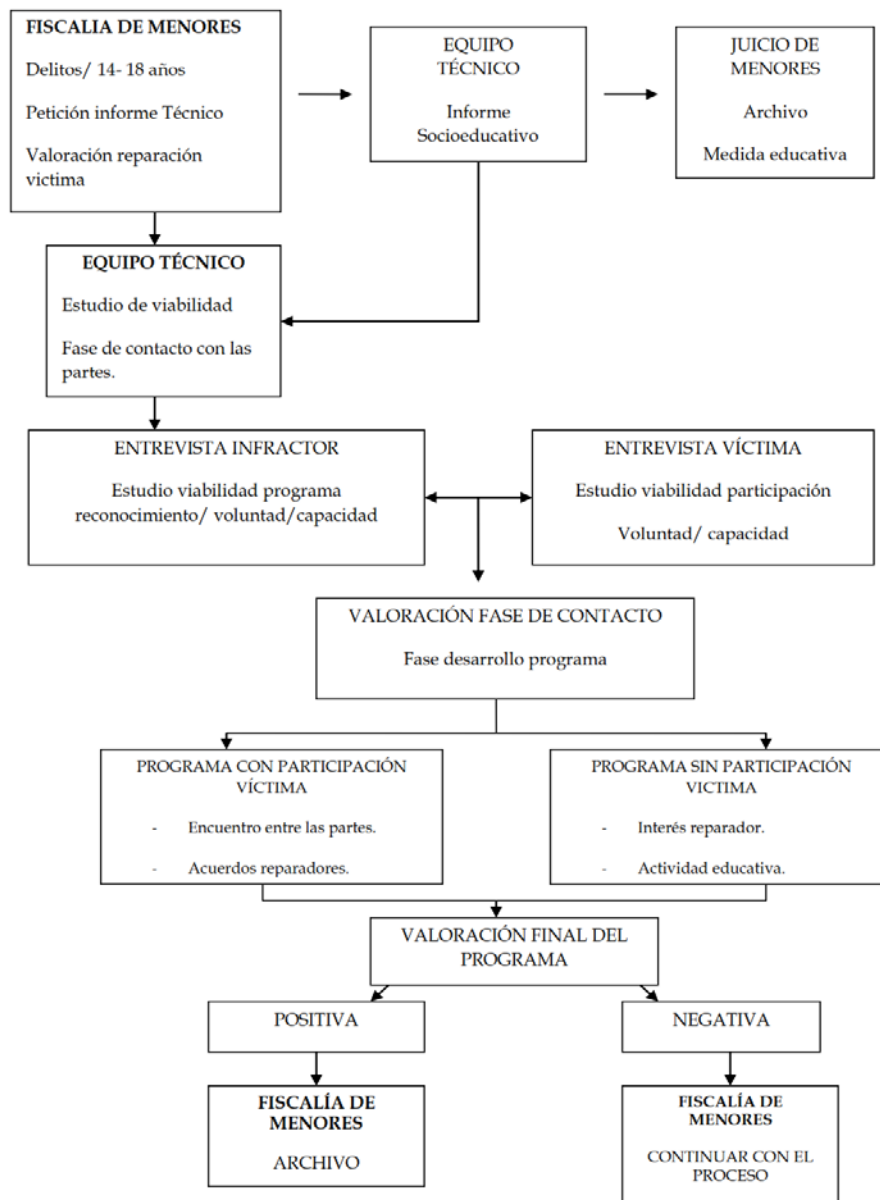 FISCALIA DE MENORES
Delitos/ 14- 18 años
Petición informe Técnico
Valoración reparación
victima
EQUIPO
TÉCNICO
Informe
Socioeducativo
JUICIO DE
MENORES
Archivo
Medida educativa
EQUIPO TÉCNICO
Estudio de viabilidad
Fase de contacto con las
partes.
ENTREVISTA INFRACTOR
Estudio viabilidad programa
reconocimiento/ voluntad/capacidad
ENTREVISTA VÍCTIMA
Estudio viabilidad participación
Voluntad/ capacidad
VALORACIÓN FASE DE CONTACTO
Fase desarrollo programa
PROGRAMA CON PARTICIPACIÓN
VÍCTIMA
- Encuentro entre las partes.
- Acuerdos reparadores.
PROGRAMA SIN PARTICIPACIÓN
VICTIMA
- Interés reparador.
- Actividad educativa.
VALORACIÓN FINAL DEL
PROGRAMA
POSITIVA
NEGATIVA
FISCALÍA DE
MENORES
ARCHIVO
FISCALÍA DE
MENORES
CONTINUAR CON EL
PROCESO